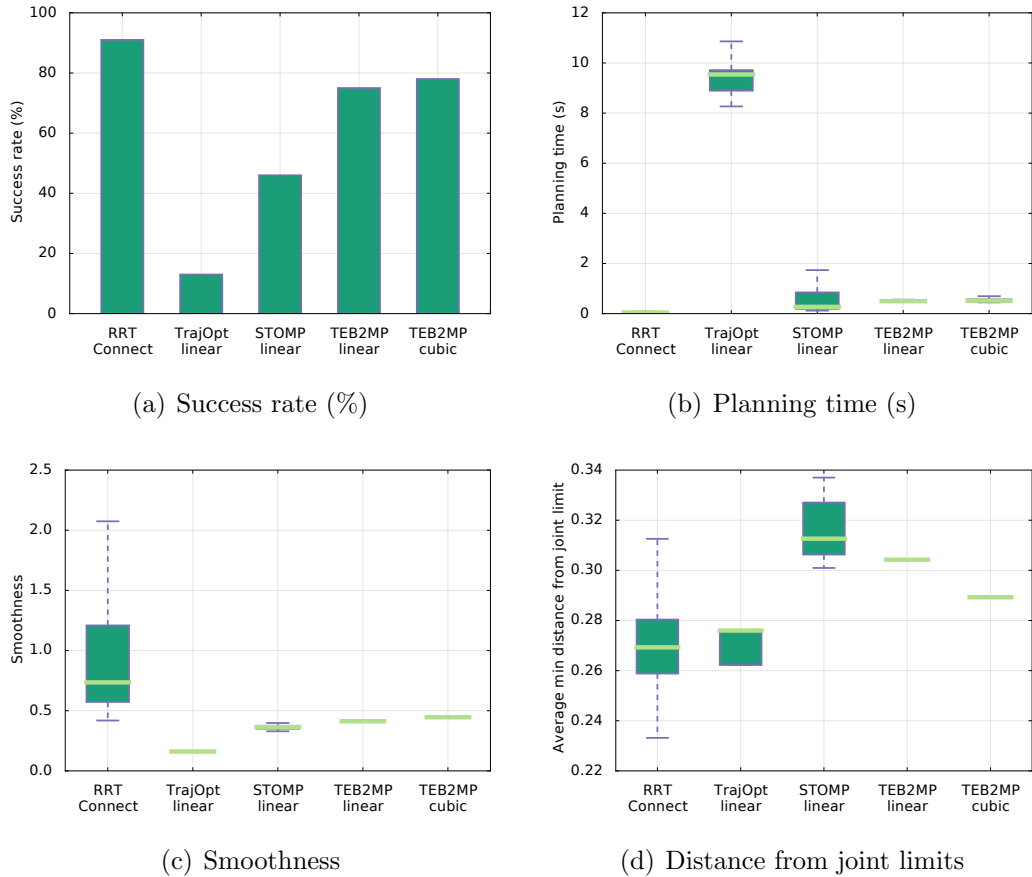 100
80
60
40
20
0
Success rate (%)
RRT
Connect
TrajOpt
linear
STOMP
linear
TEB2MP
linear
TEB2MP
cubic
(a) Success rate (%)
12
10
8
6
4
2
0
Planning time (s)
RRT
Connect
TrajOpt
linear
STOMP
linear
TEB2MP
linear
TEB2MP
cubic
(b) Planning time (s)
2.5
2.0
1.5
1.0
0.5
0.0
Smoothness
RRT
Connect
TrajOpt
linear
STOMP
linear
TEB2MP
linear
TEB2MP
cubic
(c) Smoothness
0.34
0.32
0.30
0.28
0.26
0.24
0.22
Average min distance from joint limit
RRT
Connect
TrajOpt
linear
STOMP
linear
TEB2MP
linear
TEB2MP
cubic
(d) Distance from joint limits